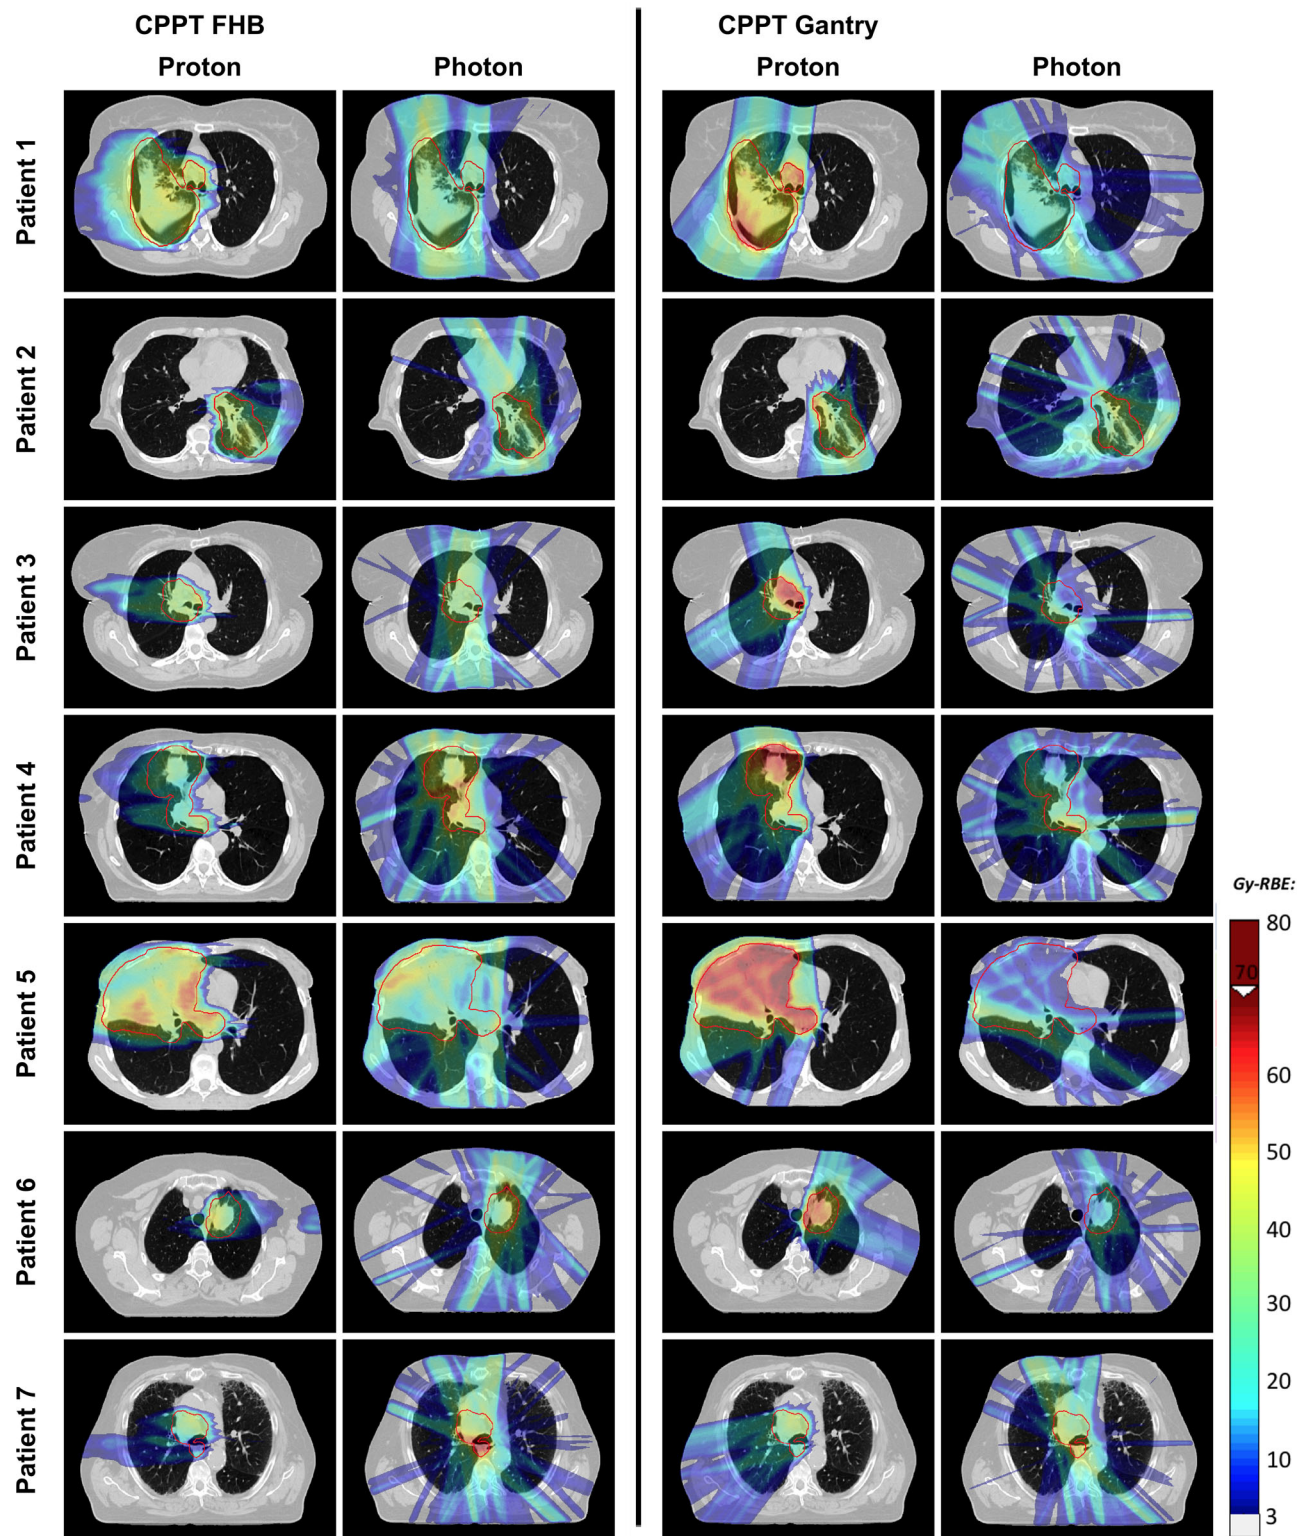 CPPT FHB
CPPT Gantry
Proton
Photon
Proton
Photon
Patient 1
Patient 2
Patient 3
Patient 4
Patient 5
Patient 6
Patient 7
Gy-RBE:
80
70
60
50
40
30
20
10
3